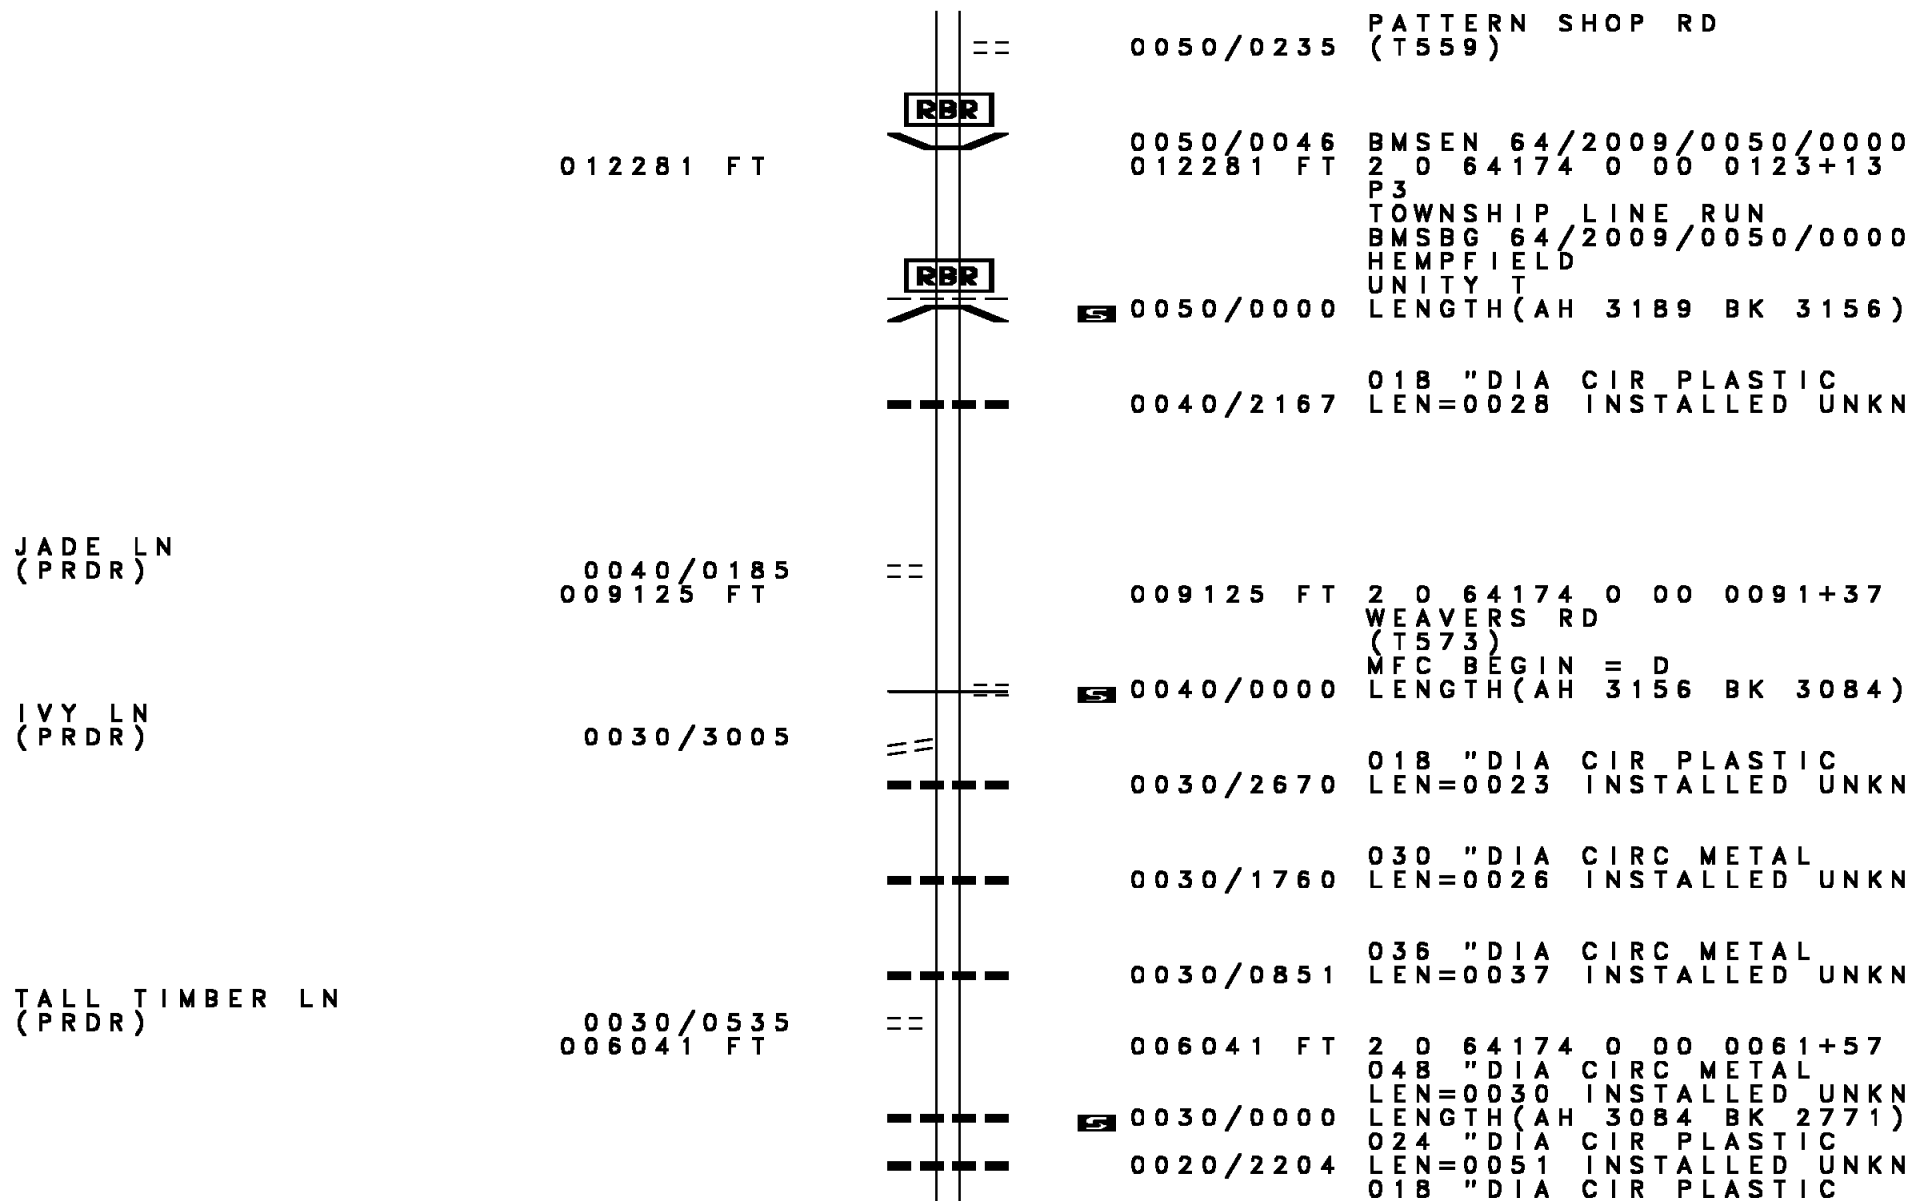 PATTERN SHOP RD
0050/0235 (T559)
RBR
0050/0046 BMSEN 64/2009/0050/0000
012281 FT 012281 FT 2 0 64174 0 00 0123+13
P3
TOWNSHIP LINE RUN
BMSBG 64/2009/0050/0000
HEMPFIELD
RBR
UNITY T
S 0050/0000 LENGTH(AH 3189 BK 3156)
018 "DIA CIR PLASTIC
0040/2167 LEN=0028 INSTALLED UNKN
JADE LN
(PRDR) 0040/0185
009125 FT 009125 FT 2 0 64174 0 00 0091+37
WEAVERS RD
(T573)
MFC BEGIN = D
S 0040/0000 LENGTH(AH 3156 BK 3084)
IVY LN
(PRDR) 0030/3005
018 "DIA CIR PLASTIC
0030/2670 LEN=0023 INSTALLED UNKN
030 "DIA CIRC METAL
0030/1760 LEN=0026 INSTALLED UNKN
036 "DIA CIRC METAL
0030/0851 LEN=0037 INSTALLED UNKN
TALL TIMBER LN
(PRDR) 0030/0535
006041 FT 006041 FT 2 0 64174 0 00 0061+57
048 "DIA CIRC METAL
LEN=0030 INSTALLED UNKN
S 0030/0000 LENGTH(AH 3084 BK 2771)
024 "DIA CIR PLASTIC
0020/2204 LEN=0051 INSTALLED UNKN
018 "DIA CIR PLASTIC